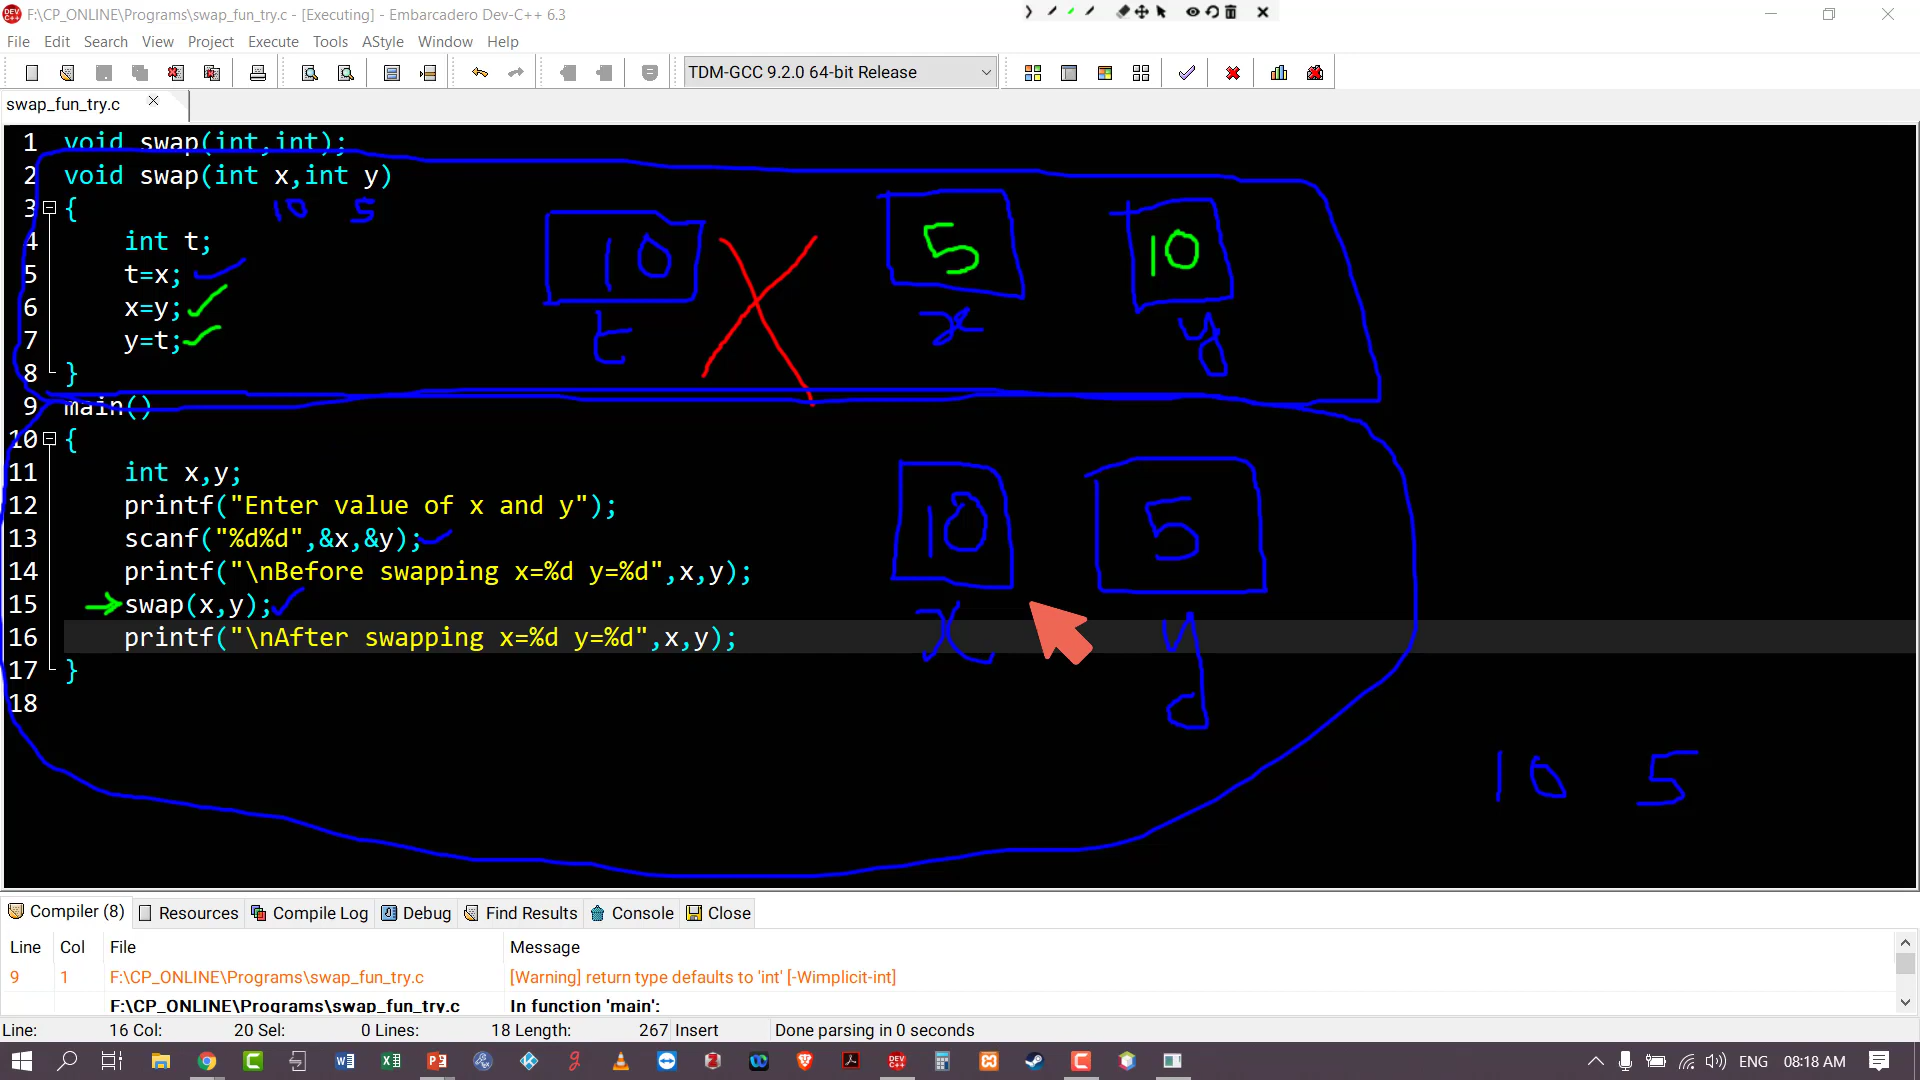 F:\CP_ONLINE\Programs\swap_fun_try.c - [Executing] - Embarcadero Dev-C++ 6.3
File Edit Search View Project Execute Tools AStyle Window Help
TDM-GCC 9.2.0 64-bit Release
swap_fun_try.c
1 void swap(int,int);
2 void swap(int x,int y)
3 {
10 5
4 int t;
5 t=x;
6 x=y;
7 y=t;
8 }
10 5 10
t x y
9 main()
10 {
11 int x,y;
12 printf("Enter value of x and y");
13 scanf("%d%d",&x,&y);
14 printf("\nBefore swapping x=%d y=%d",x,y);
15 swap(x,y);
16 printf("\nAfter swapping x=%d y=%d",x,y);
17 }
18
10 5
x y
10 5
Compiler (8) Resources Compile Log Debug Find Results Console Close
Line Col File Message
9 1 F:\CP_ONLINE\Programs\swap_fun_try.c [Warning] return type defaults to 'int' [-Wimplicit-int]
F:\CP_ONLINE\Programs\swap_fun_try.c In function 'main':
Line: 16 Col: 20 Sel: 0 Lines: 18 Length: 267 Insert Done parsing in 0 seconds
ENG 08:18 AM